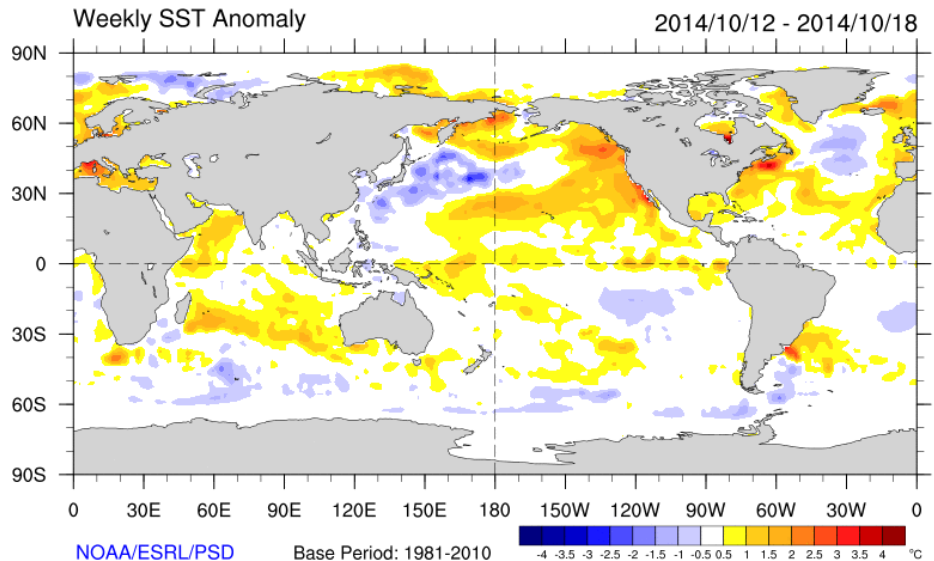 Weekly SST Anomaly 2014/10/12 - 2014/10/18
90N
60N
30N
0
30S
60S
90S
0 30E 60E 90E 120E 150E 180 150W 120W 90W 60W 30W 0
NOAA/ESRL/PSD Base Period: 1981-2010
-4 -3.5 -3 -2.5 -2 -1.5 -1 -0.5 0.5 1 1.5 2 2.5 3 3.5 4 °C